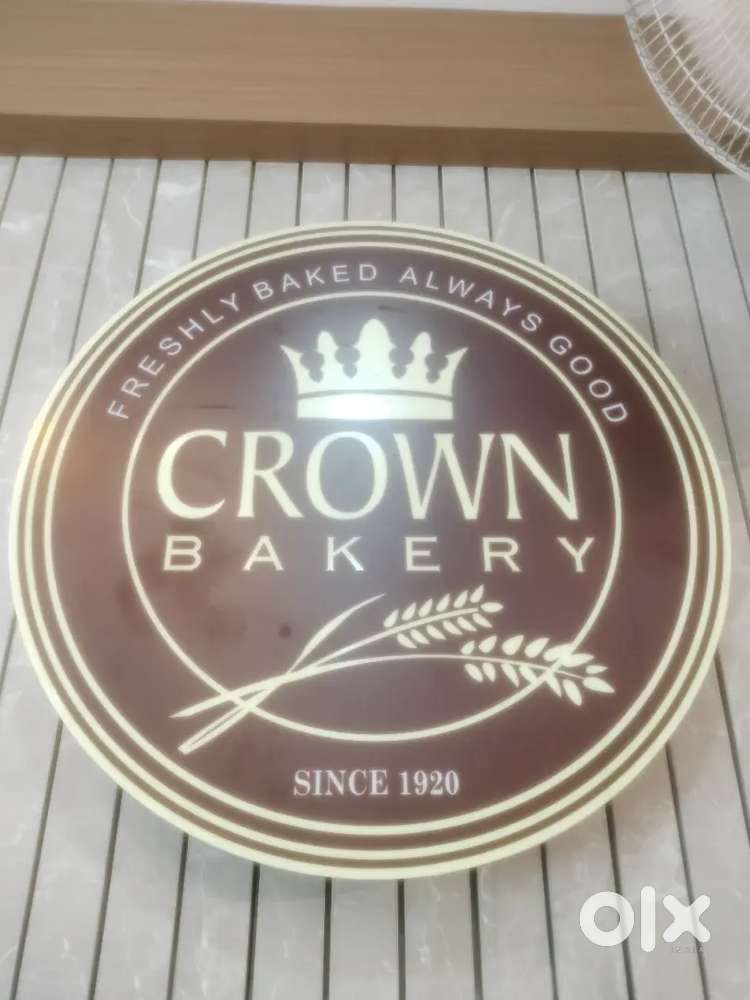 FRESHLY BAKED ALWAYS GOOD
CROWN
BAKERY
SINCE 1920
olx